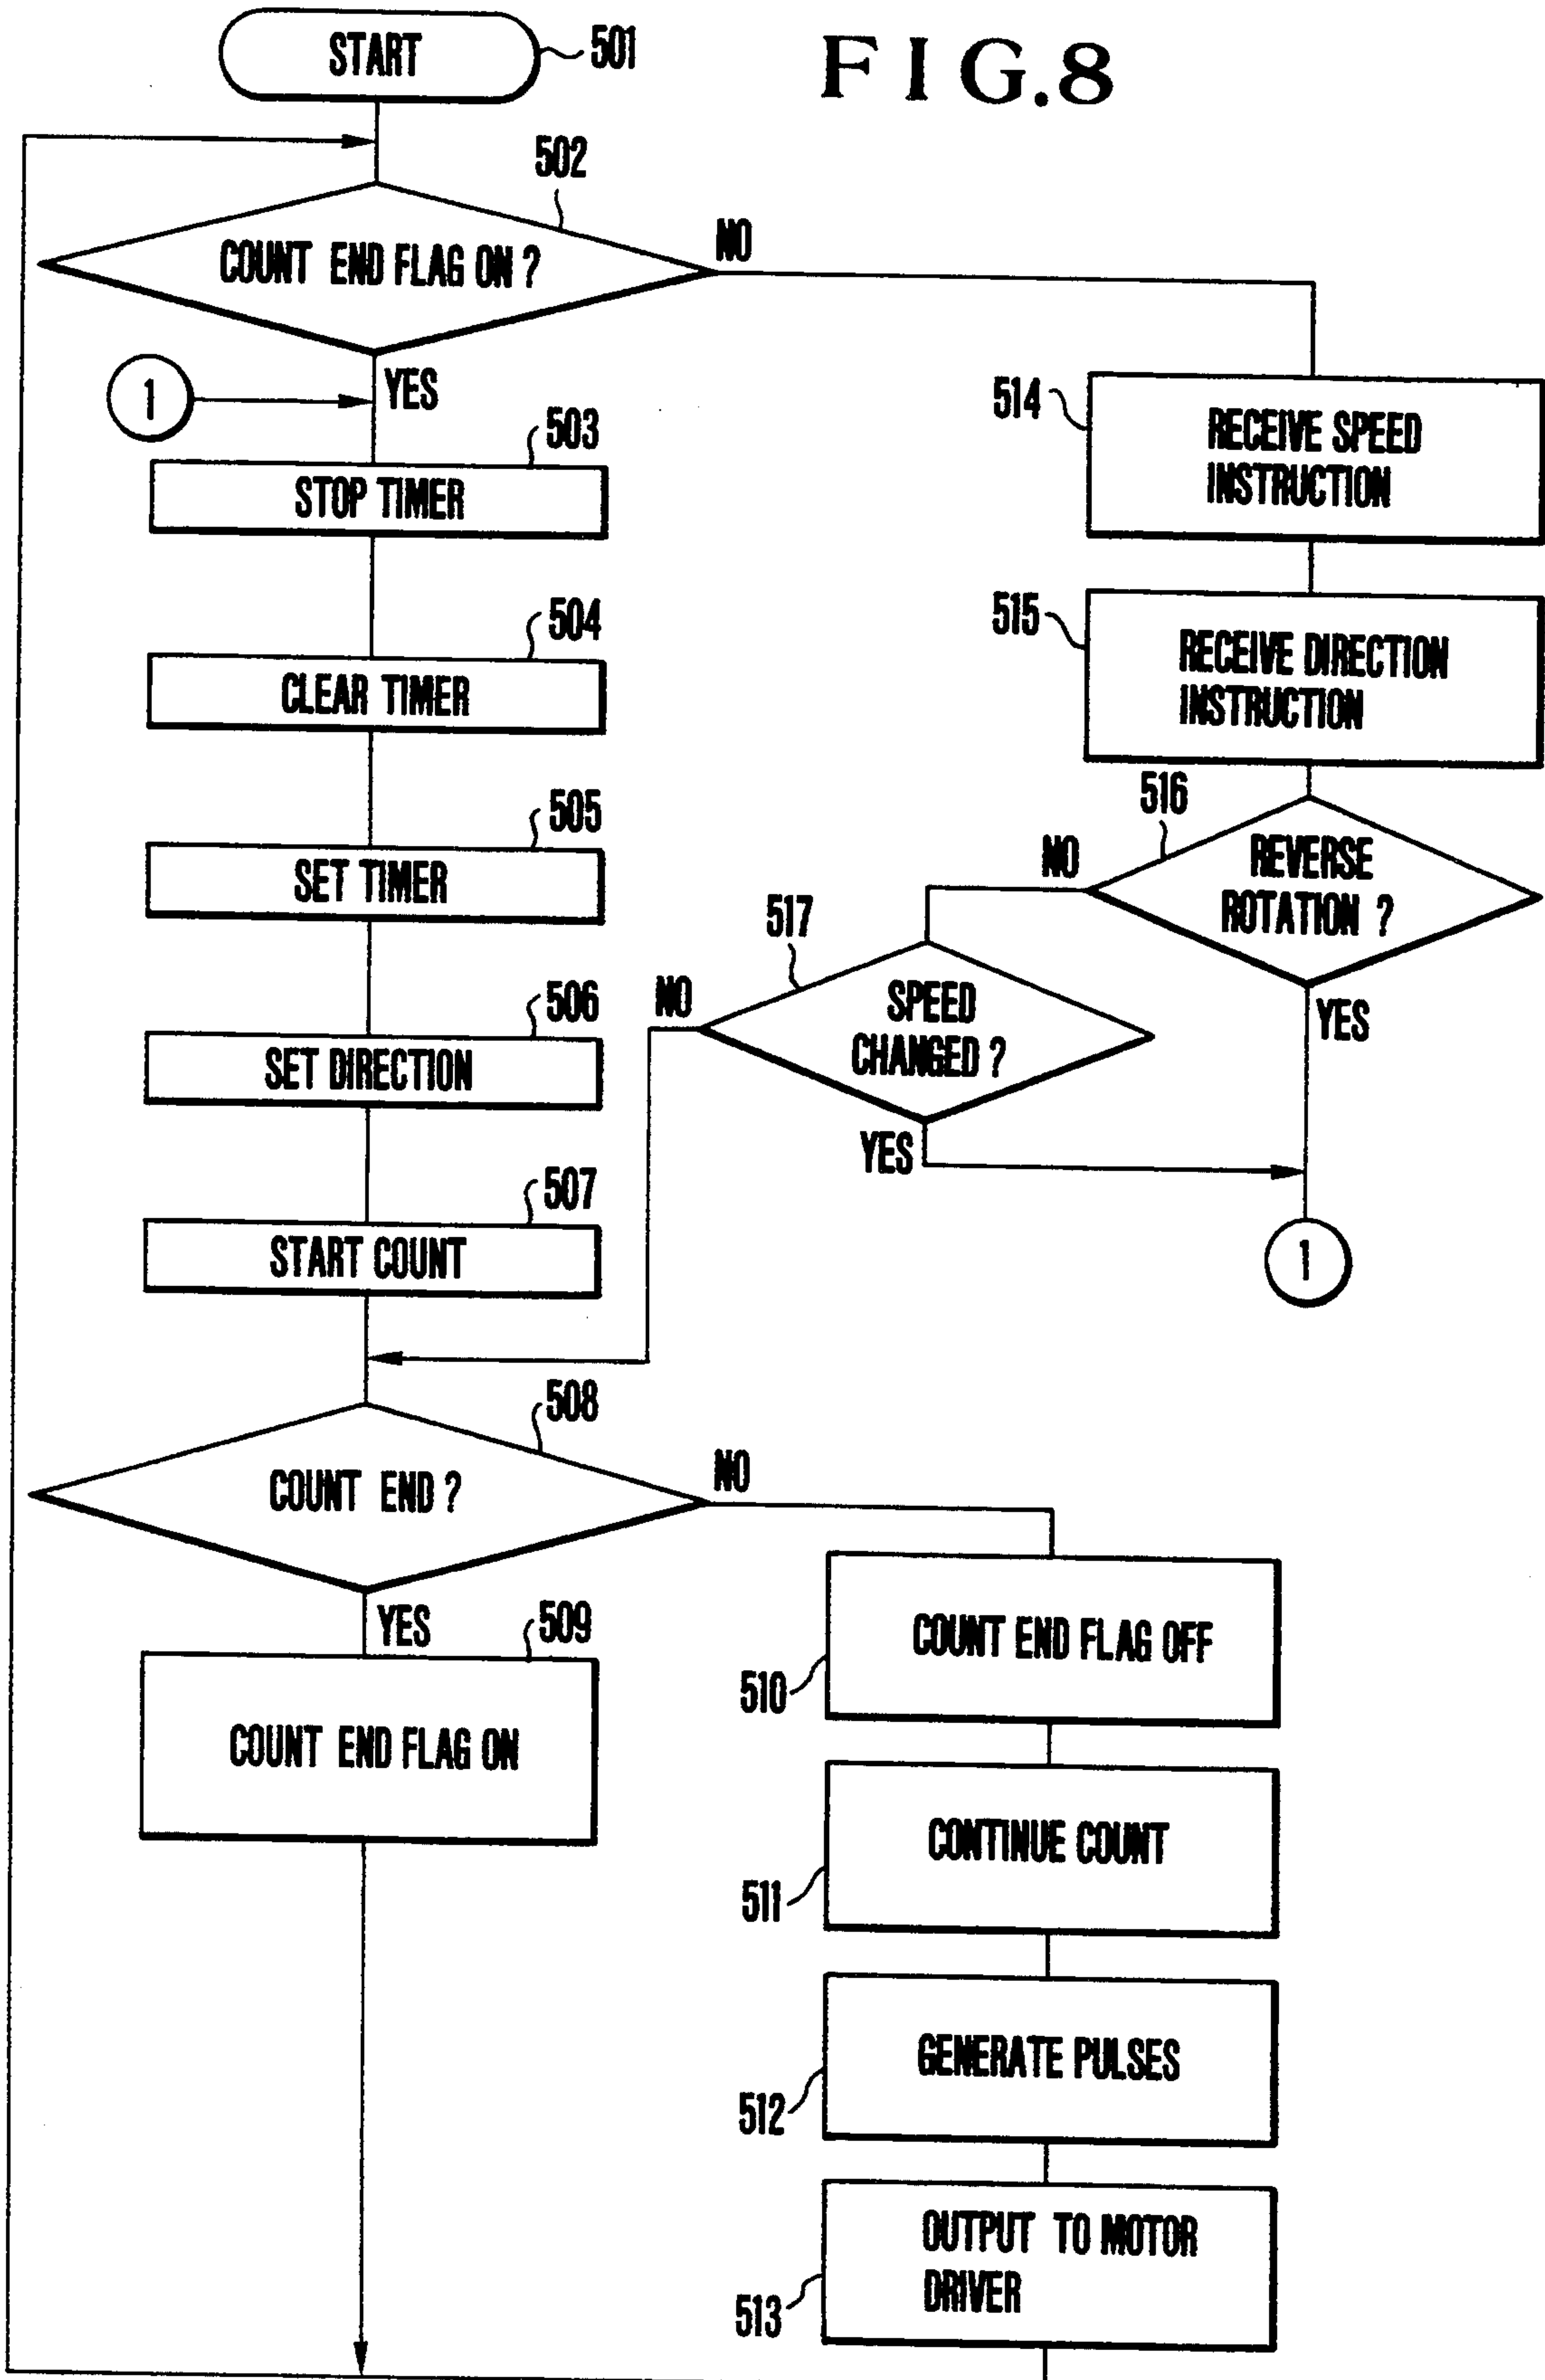 FIG.8
START
501
502
COUNT END FLAG ON ?
NO
1
YES
503
STOP TIMER
504
CLEAR TIMER
505
SET TIMER
506
SET DIRECTION
507
START COUNT
508
COUNT END ?
NO
YES
509
COUNT END FLAG ON
510
COUNT END FLAG OFF
511
CONTINUE COUNT
512
GENERATE PULSES
513
OUTPUT TO MOTOR
DRIVER
514
RECEIVE SPEED
INSTRUCTION
515
RECEIVE DIRECTION
INSTRUCTION
516
REVERSE
ROTATION ?
NO
YES
517
SPEED
CHANGED ?
NO
YES
1